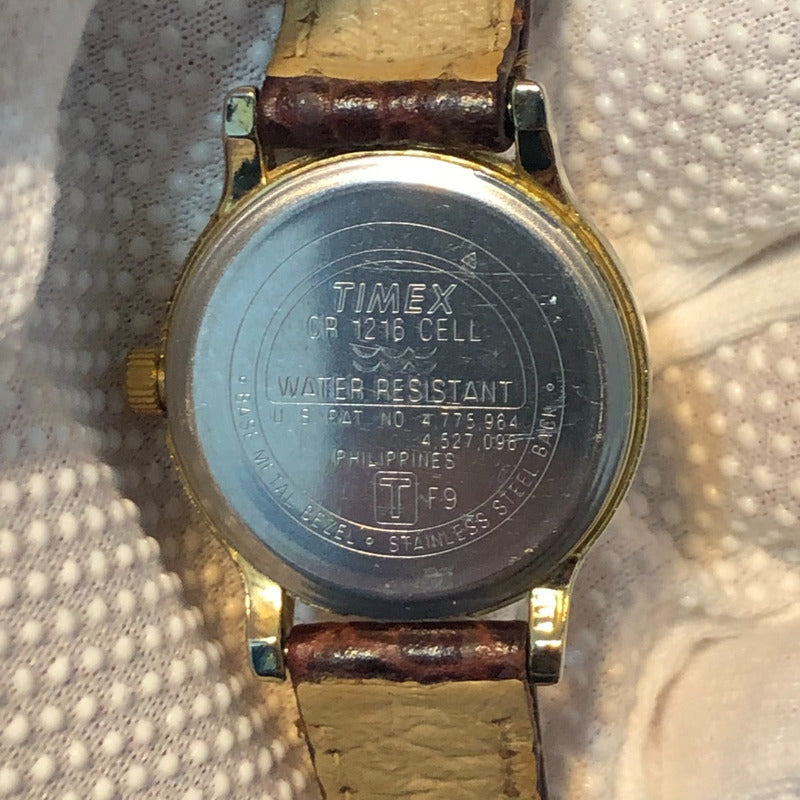 TIMEX
CR 1216 CELL
WATER RESISTANT
U.S. PAT. NO. 4,775,964
4,527,096
PHILIPPINES
T F9
• BASE METAL BEZEL • STAINLESS STEEL BACK •